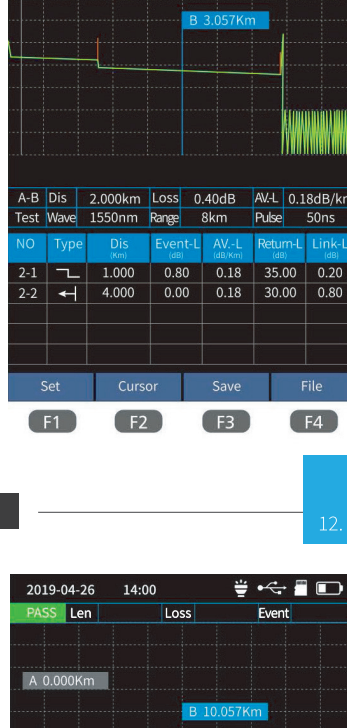 B 3.057Km
A-B Dis 2.000km Loss 0.40dB AV.-L 0.18dB/km
Test Wave 1550nm Range 8km Pulse 50ns
NO Type Dis (Km) Event-L (dB) AV.-L (dB/Km) Return-L (dB) Link-L (dB)
2-1 1.000 0.80 0.18 35.00 0.20
2-2 4.000 0.00 0.18 30.00 0.80
Set Cursor Save File
F1 F2 F3 F4
12.
2019-04-26 14:00
PASS Len Loss Event
A 0.000Km
B 10.057Km